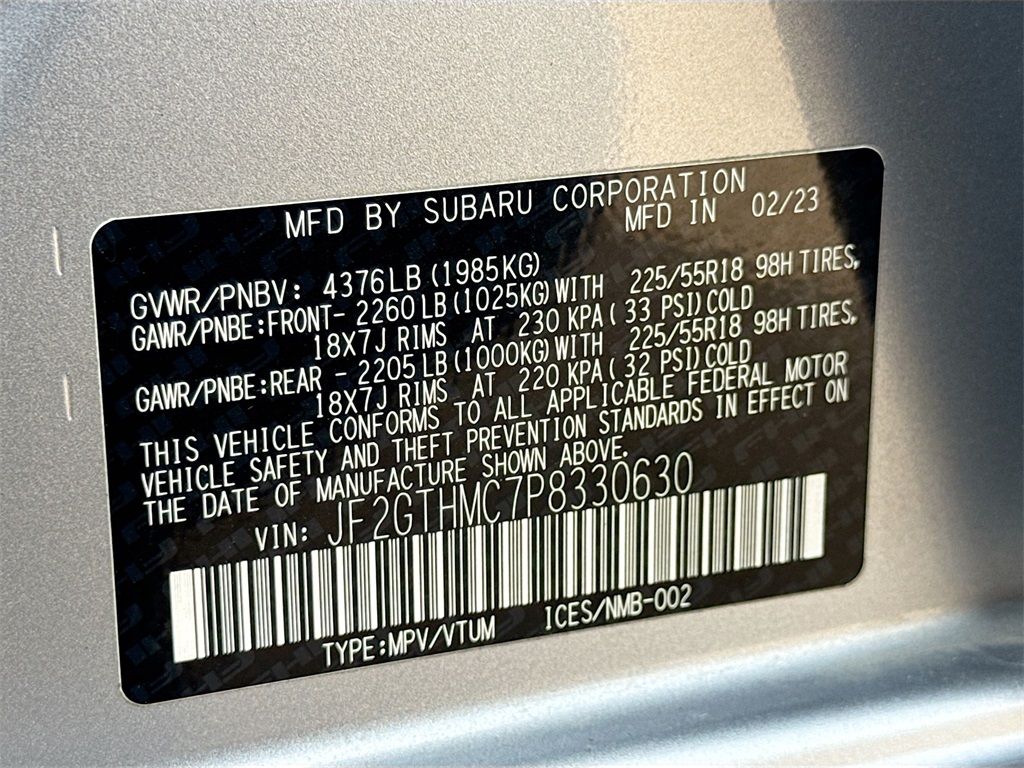 MFD BY SUBARU CORPORATION
MFD IN 02/23
GVWR/PNBV: 4376LB (1985KG)
GAWR/PNBE:FRONT- 2260LB(1025KG)WITH 225/55R18 98H TIRES,
18X7J RIMS AT 230 KPA( 33 PSI)COLD
GAWR/PNBE:REAR - 2205LB(1000KG)WITH 225/55R18 98H TIRES,
18X7J RIMS AT 220 KPA( 32 PSI)COLD
THIS VEHICLE CONFORMS TO ALL APPLICABLE FEDERAL MOTOR
VEHICLE SAFETY AND THEFT PREVENTION STANDARDS IN EFFECT ON
THE DATE OF MANUFACTURE SHOWN ABOVE.
VIN: JF2GTHMC7P8330630
TYPE:MPV/VTUM ICES/NMB-002